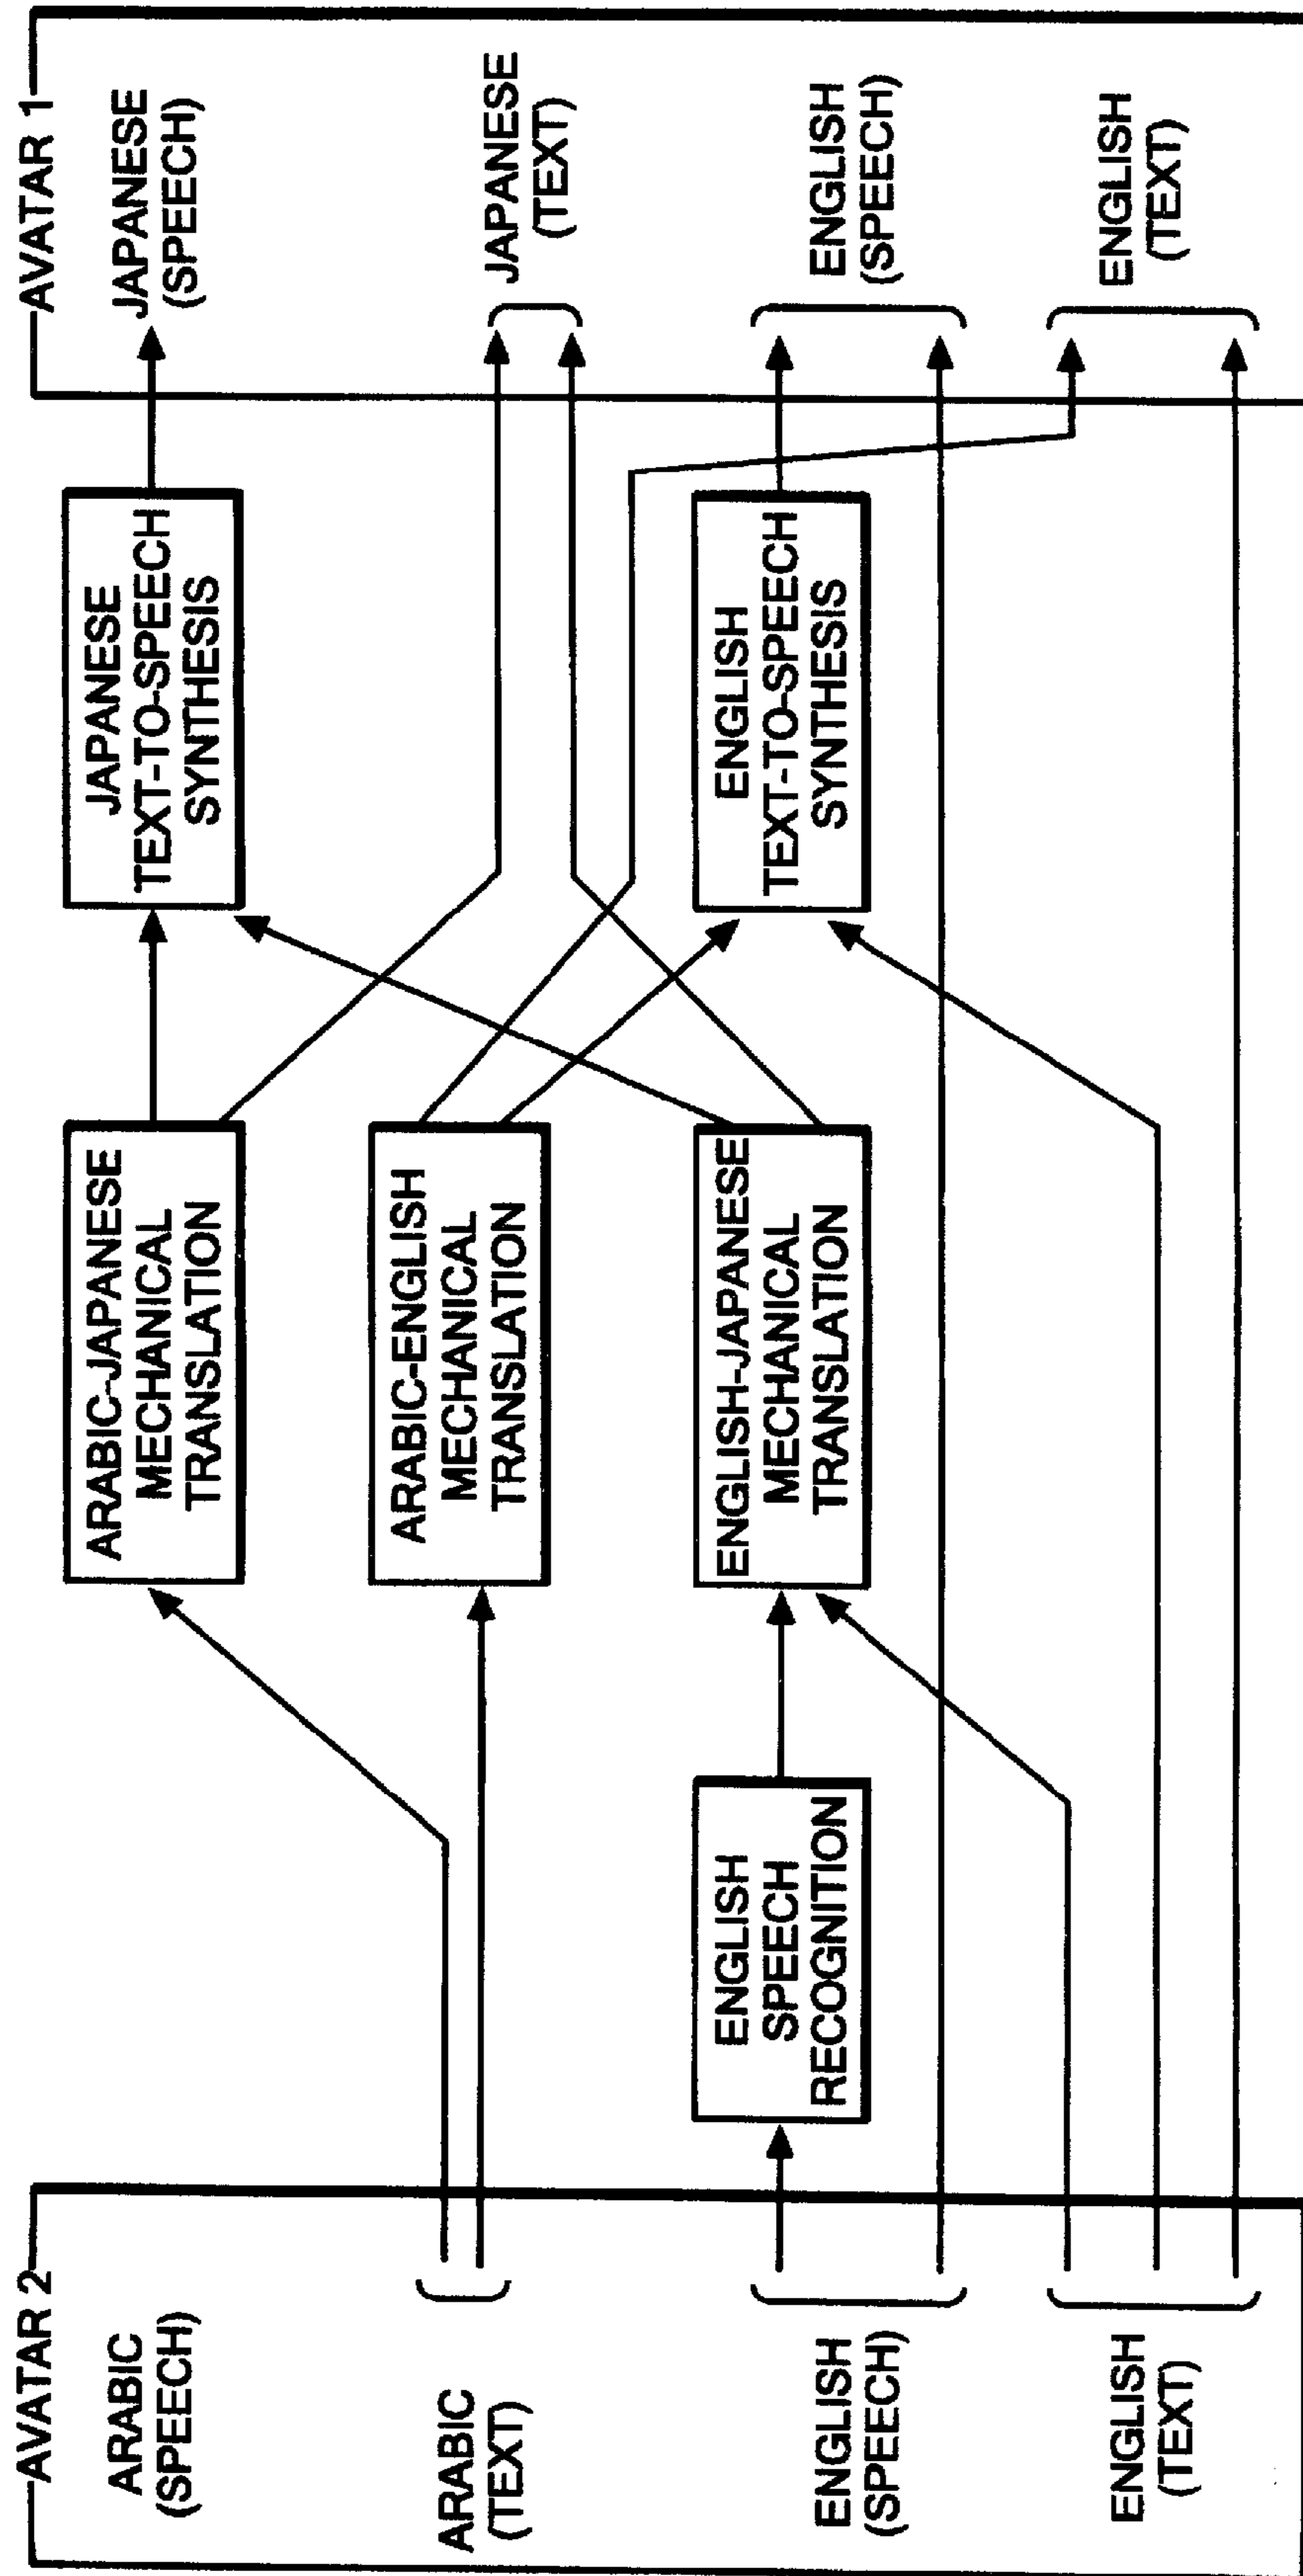 AVATAR 2
ARABIC
(SPEECH)
ARABIC
(TEXT)
ENGLISH
(SPEECH)
ENGLISH
(TEXT)
ENGLISH
SPEECH
RECOGNITION
ARABIC-JAPANESE
MECHANICAL
TRANSLATION
ARABIC-ENGLISH
MECHANICAL
TRANSLATION
ENGLISH-JAPANESE
MECHANICAL
TRANSLATION
JAPANESE
TEXT-TO-SPEECH
SYNTHESIS
ENGLISH
TEXT-TO-SPEECH
SYNTHESIS
AVATAR 1
JAPANESE
(SPEECH)
JAPANESE
(TEXT)
ENGLISH
(SPEECH)
ENGLISH
(TEXT)